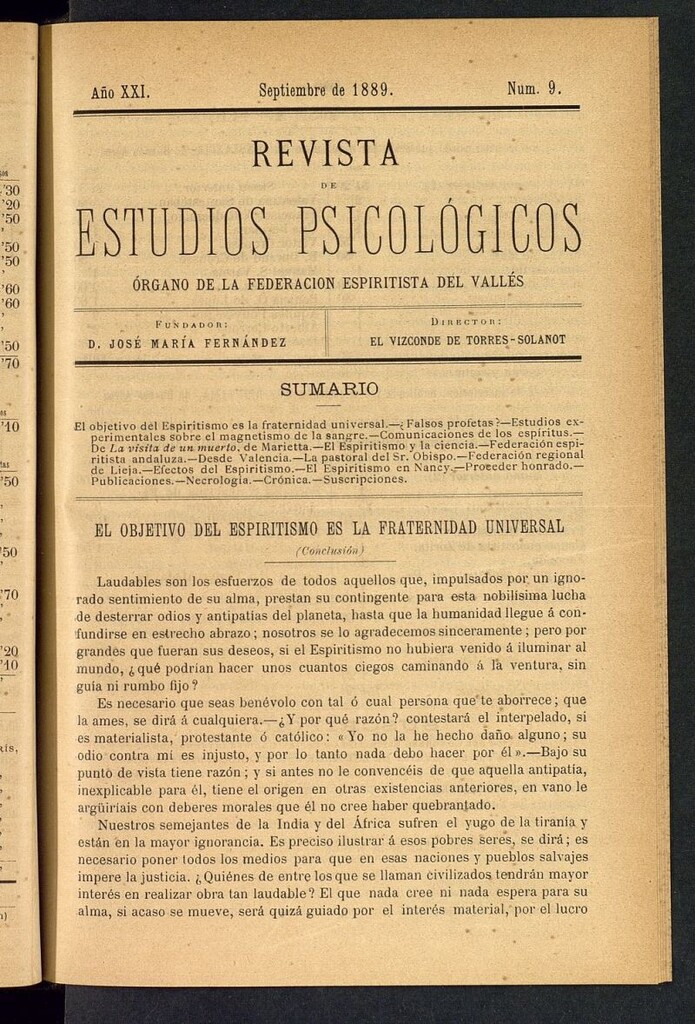 Año XXI. Septiembre de 1889. Num. 9.
REVISTA
DE
ESTUDIOS PSICOLÓGICOS
ÓRGANO DE LA FEDERACION ESPIRITISTA DEL VALLÉS
FUNDADOR:
D. JOSÉ MARÍA FERNÁNDEZ
DIRECTOR:
EL VIZCONDE DE TORRES-SOLANOT
SUMARIO
El objetivo del Espiritismo es la fraternidad universal.—¿Falsos profetas?—Estudios ex-
perimentales sobre el magnetismo de la sangre.—Comunicaciones de los espíritus.—
De La visita de un muerto, de Marietta.—El Espiritismo y la ciencia.—Federación espi-
ritista andaluza.—Desde Valencia.—La pastoral del Sr. Obispo.—Federación regional
de Lieja.—Efectos del Espiritismo.—El Espiritismo en Nancy.—Proceder honrado.—
Publicaciones.—Necrología.—Crónica.—Suscripciones.
EL OBJETIVO DEL ESPIRITISMO ES LA FRATERNIDAD UNIVERSAL
(Conclusión)
Laudables son los esfuerzos de todos aquellos que, impulsados por un igno-
rado sentimiento de su alma, prestan su contingente para esta nobilísima lucha
de desterrar odios y antipatías del planeta, hasta que la humanidad llegue á con-
fundirse en estrecho abrazo; nosotros se lo agradecemos sinceramente; pero por
grandes que fueran sus deseos, si el Espiritismo no hubiera venido á iluminar al
mundo, ¿qué podrían hacer unos cuantos ciegos caminando á la ventura, sin
guía ni rumbo fijo?
Es necesario que seas benévolo con tal ó cual persona que te aborrece; que
la ames, se dirá á cualquiera.—¿Y por qué razón? contestará el interpelado, si
es materialista, protestante ó católico: «Yo no la he hecho daño alguno; su
odio contra mí es injusto, y por lo tanto nada debo hacer por él».—Bajo su
punto de vista tiene razón; y si antes no le convencéis de que aquella antipatía,
inexplicable para él, tiene el origen en otras existencias anteriores, en vano le
argüiríais con deberes morales que él no cree haber quebrantado.
Nuestros semejantes de la India y del África sufren el yugo de la tiranía y
están en la mayor ignorancia. Es preciso ilustrar á esos pobres seres, se dirá; es
necesario poner todos los medios para que en esas naciones y pueblos salvajes
impere la justicia. ¿Quiénes de entre los que se llaman civilizados tendrán mayor
interés en realizar obra tan laudable? El que nada cree ni nada espera para su
alma, si acaso se mueve, será quizá guiado por el interés material, por el lucro
'30
'20
'50
'50
'50
'60
'60
'50
'70
'10
'50
'50
'70
'20
'10